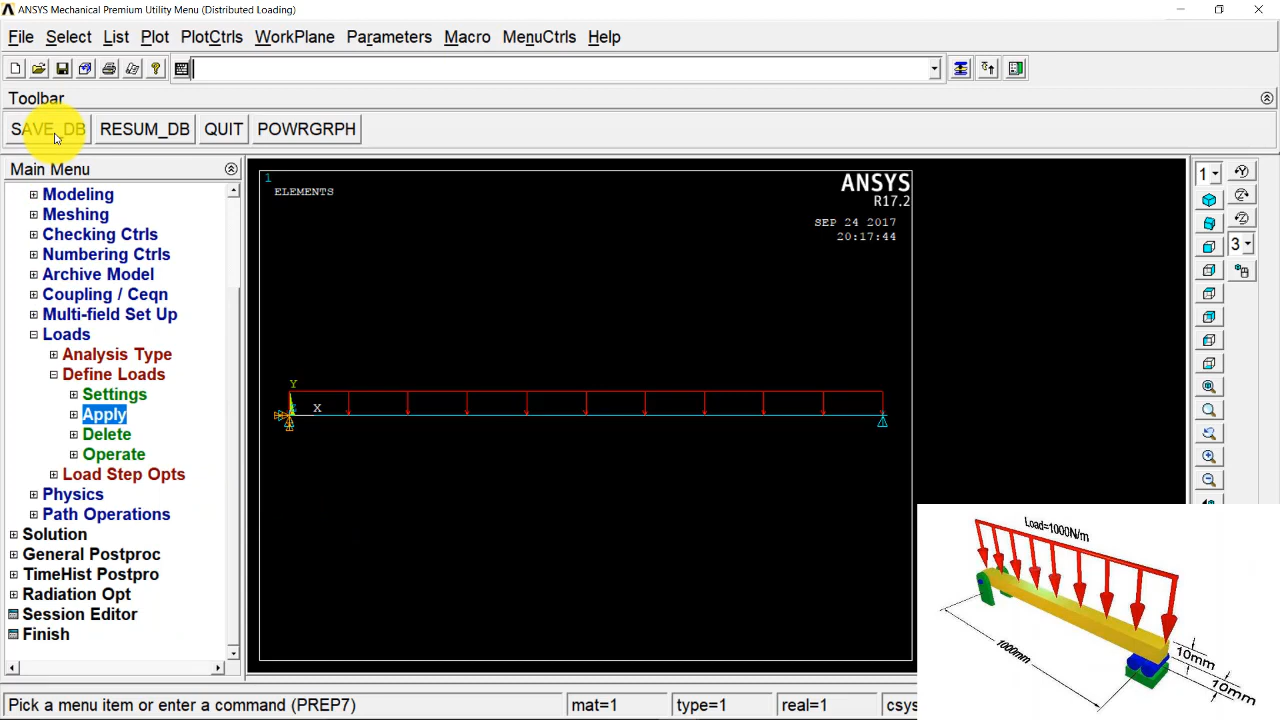 ANSYS Mechanical Premium Utility Menu (Distributed Loading)
File Select List Plot PlotCtrls WorkPlane Parameters Macro MenuCtrls Help
Toolbar
SAVE_DB RESUM_DB QUIT POWRGRPH
Main Menu
Modeling
Meshing
Checking Ctrls
Numbering Ctrls
Archive Model
Coupling / Ceqn
Multi-field Set Up
Loads
Analysis Type
Define Loads
Settings
Apply
Delete
Operate
Load Step Opts
Physics
Path Operations
Solution
General Postproc
TimeHist Postpro
Radiation Opt
Session Editor
Finish
1
ELEMENTS
ANSYS
R17.2
SEP 24 2017
20:17:44
Y
X
1
3
Load=1000N/m
1000mm
10mm
10mm
Pick a menu item or enter a command (PREP7) mat=1 type=1 real=1 csys